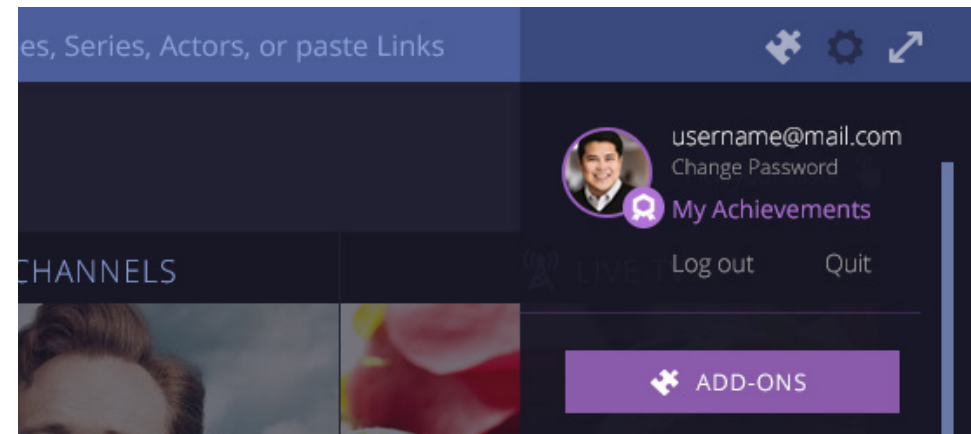 es, Series, Actors, or paste Links
username@mail.com
Change Password
My Achievements
CHANNELS
LIVE T
Log out
Quit
ADD-ONS